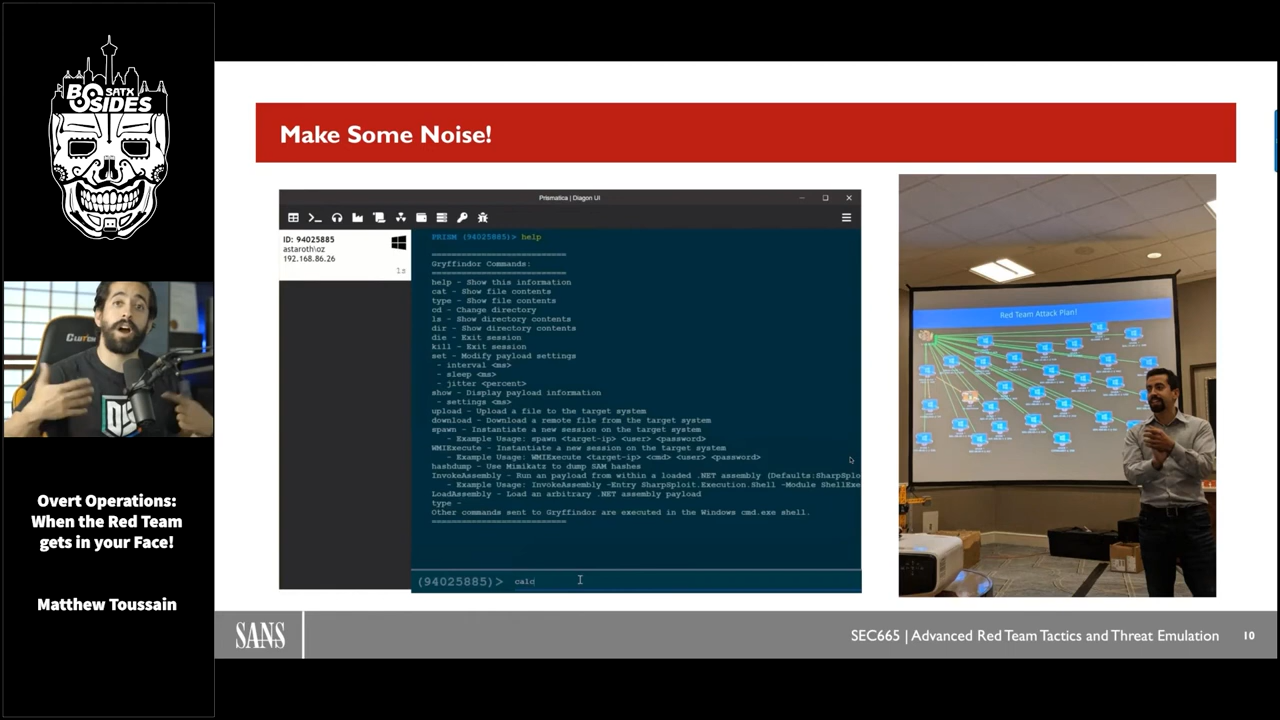 BSIDES
SATX
Overt Operations:
When the Red Team
gets in your Face!
Matthew Toussain
Make Some Noise!
Prismatica | Diagon UI
ID: 94025885
astaroth\oz
192.168.86.26
1s
PRISM (94025885)> help
=========================
Gryffindor Commands:
=========================
help - Show this information
cat - Show file contents
type - Show file contents
cd - Change directory
ls - Show directory contents
dir - Show directory contents
die - Exit session
kill - Exit session
set - Modify payload settings
- interval <ms>
- sleep <ms>
- jitter <percent>
show - Display payload information
- settings <ms>
upload - Upload a file to the target system
download - Download a remote file from the target system
spawn - Instantiate a new session on the target system
- Example Usage: spawn <target-ip> <user> <password>
WMIExecute - Instantiate a new session on the target system
- Example Usage: WMIExecute <target-ip> <cmd> <user> <password>
hashdump - Use Mimikatz to dump SAM hashes
InvokeAssembly - Run an payload from within a loaded .NET assembly (Defaults:SharpSplo
- Example Usage: InvokeAssembly -Entry SharpSploit.Execution.Shell -Module ShellExe
LoadAssembly - Load an arbitrary .NET assembly payload
type -
Other commands sent to Gryffindor are executed in the Windows cmd.exe shell.
=========================
(94025885)> calc
Red Team Attack Plan!
SANS
SEC665 | Advanced Red Team Tactics and Threat Emulation
10